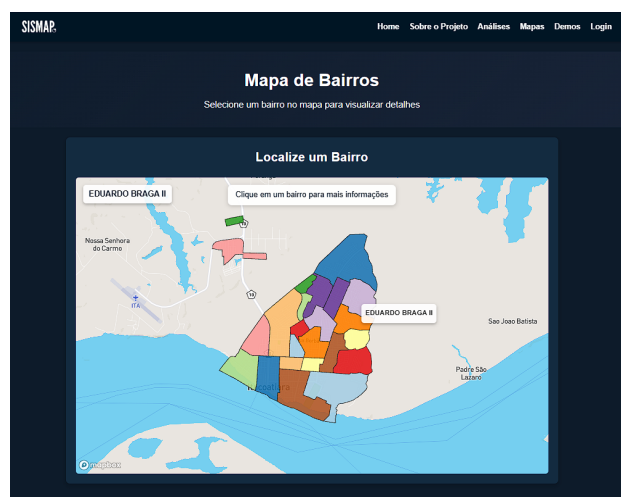 SISMAP
Home Sobre o Projeto Análises Mapas Demos Login
Mapa de Bairros
Selecione um bairro no mapa para visualizar detalhes
Localize um Bairro
EDUARDO BRAGA II
Clique em um bairro para mais informações
Nossa Senhora
do Carmo
ITA
EDUARDO BRAGA II
Sao Joao Batista
Padre São
Lazaro
mapbox